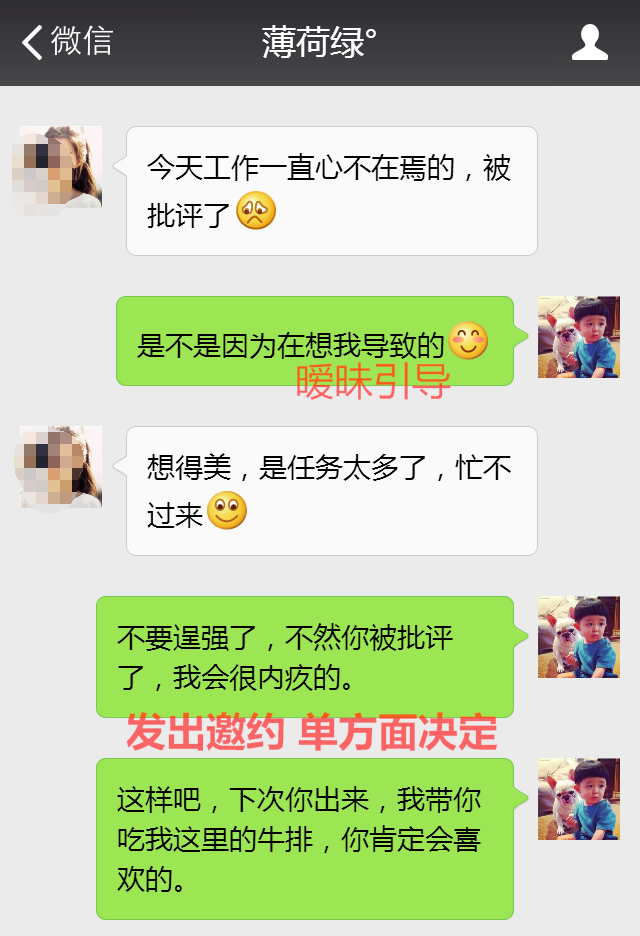 微信
薄荷绿°
今天工作一直心不在焉的，被
批评了
是不是因为在想我导致的
暧昧引导
想得美，是任务太多了，忙不
过来
不要逞强了，不然你被批评
了，我会很内疚的。
发出邀约 单方面决定
这样吧，下次你出来，我带你
吃我这里的牛排，你肯定会喜
欢的。